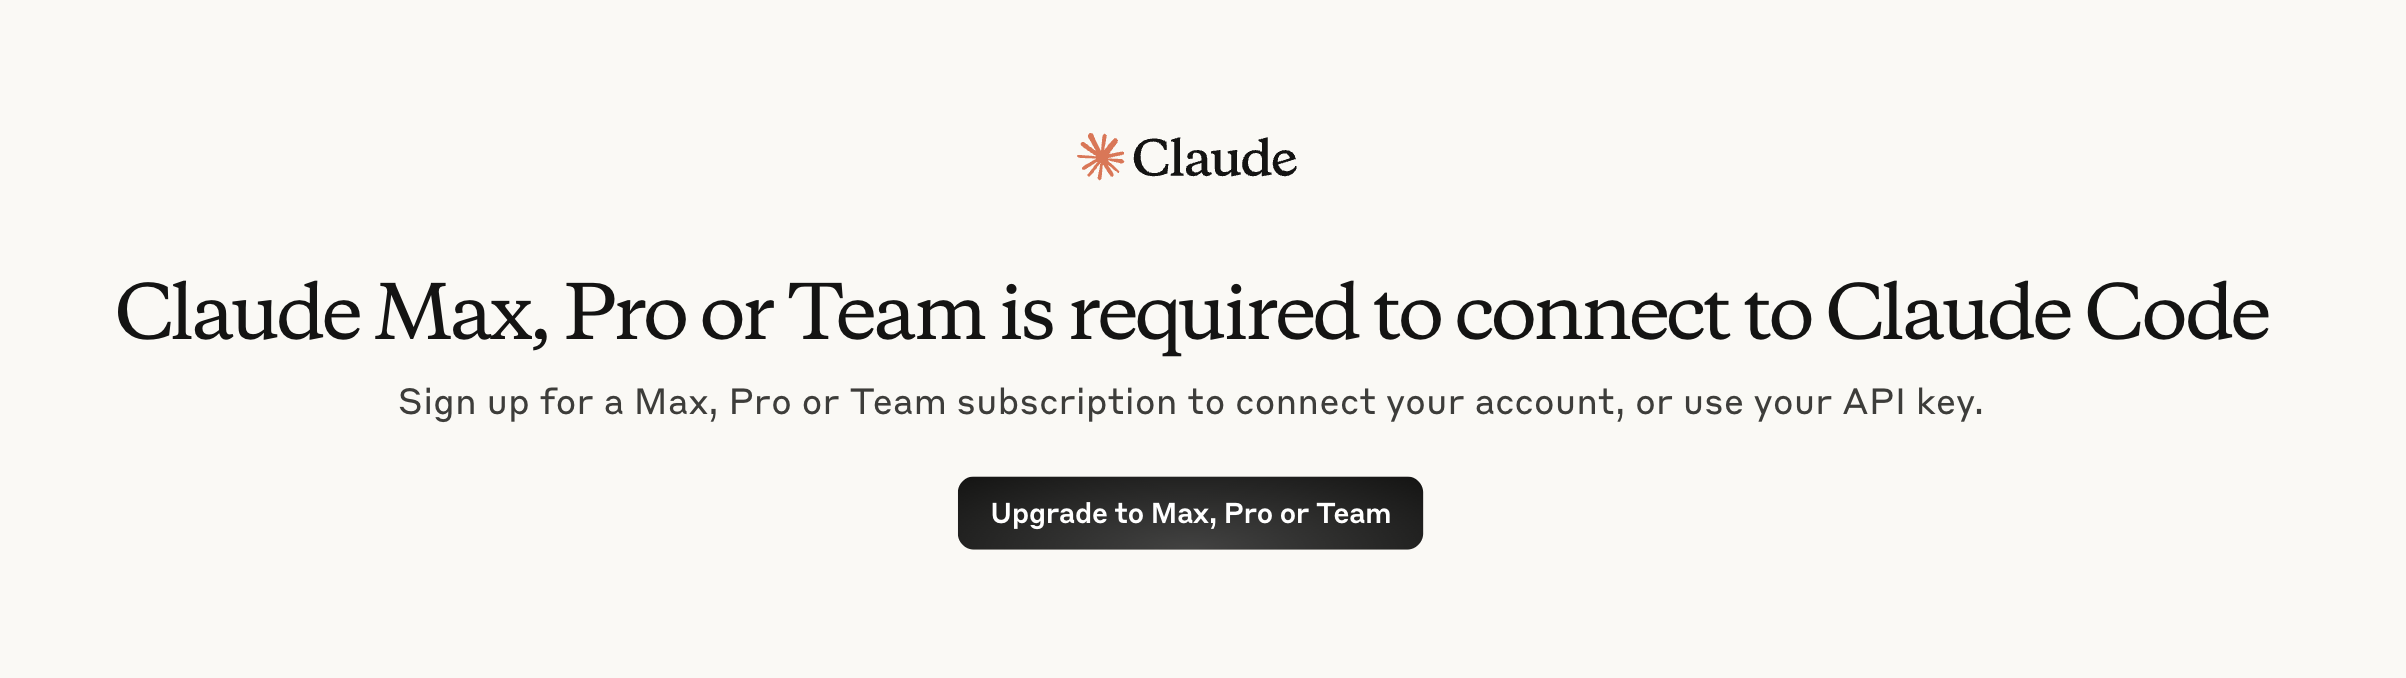 Claude
Claude Max, Pro or Team is required to connect to Claude Code
Sign up for a Max, Pro or Team subscription to connect your account, or use your API key.
Upgrade to Max, Pro or Team